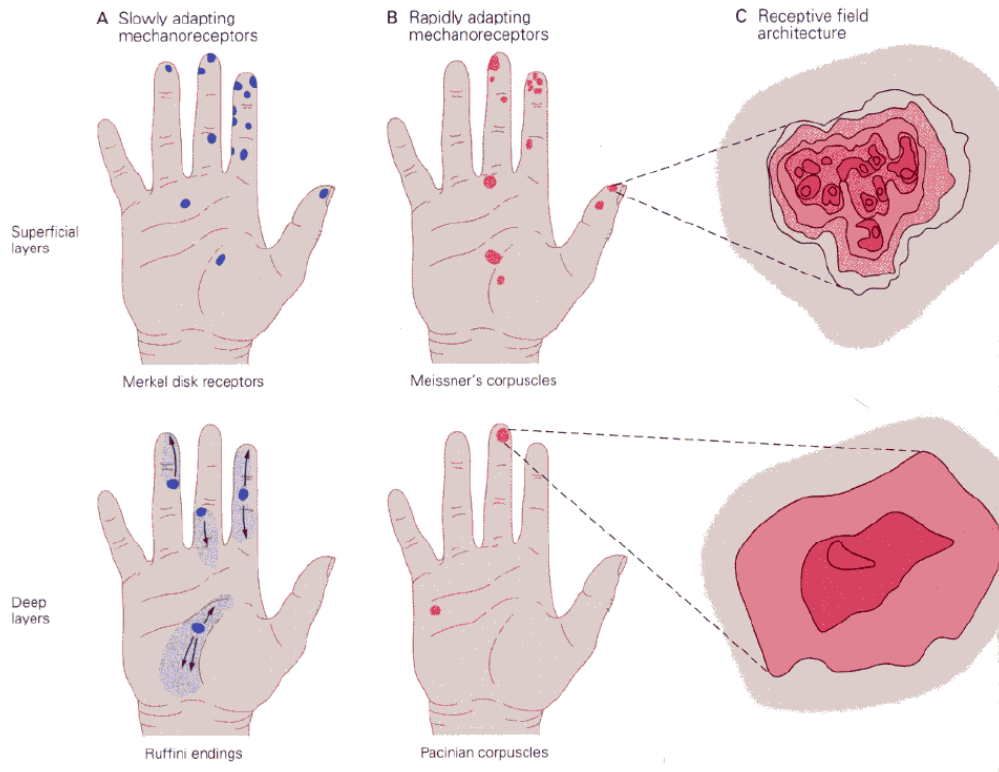 A Slowly adapting
mechanoreceptors
B Rapidly adapting
mechanoreceptors
C Receptive field
architecture
Superficial
layers
Merkel disk receptors
Meissner's corpuscles
Deep
layers
Ruffini endings
Pacinian corpuscles